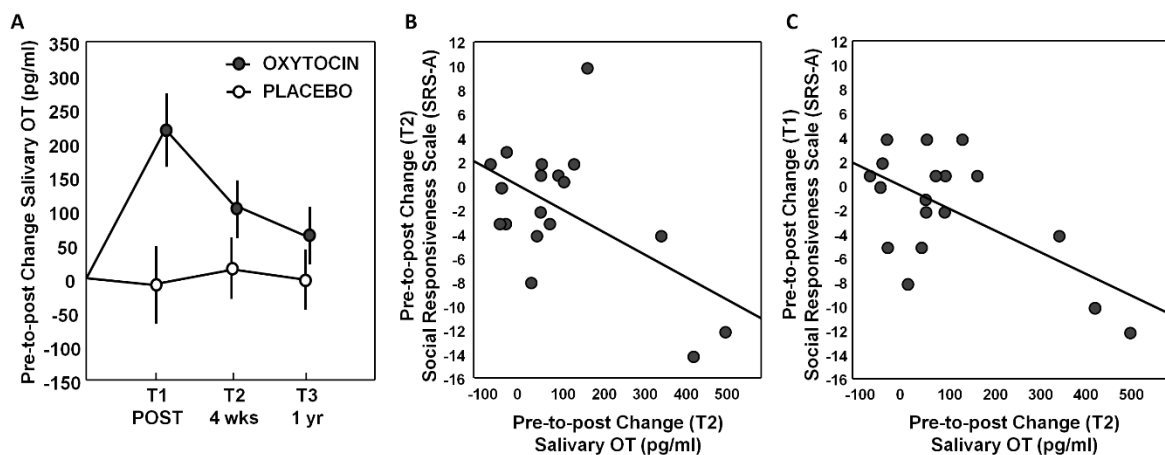 A
Pre-to-post Change Salivary OT (pg/ml)
350
300
250
200
150
100
50
0
-50
-100
-150
OXYTOCIN
PLACEBO
T1
T2
T3
POST
4 wks
1 yr
B
Pre-to-post Change (T2)
Social Responsiveness Scale (SRS-A)
12
10
8
6
4
2
0
-2
-4
-6
-8
-10
-12
-14
-16
-100 0 100 200 300 400 500
Pre-to-post Change (T2)
Salivary OT (pg/ml)
C
Pre-to-post Change (T1)
Social Responsiveness Scale (SRS-A)
12
10
8
6
4
2
0
-2
-4
-6
-8
-10
-12
-14
-16
-100 0 100 200 300 400 500
Pre-to-post Change (T2)
Salivary OT (pg/ml)